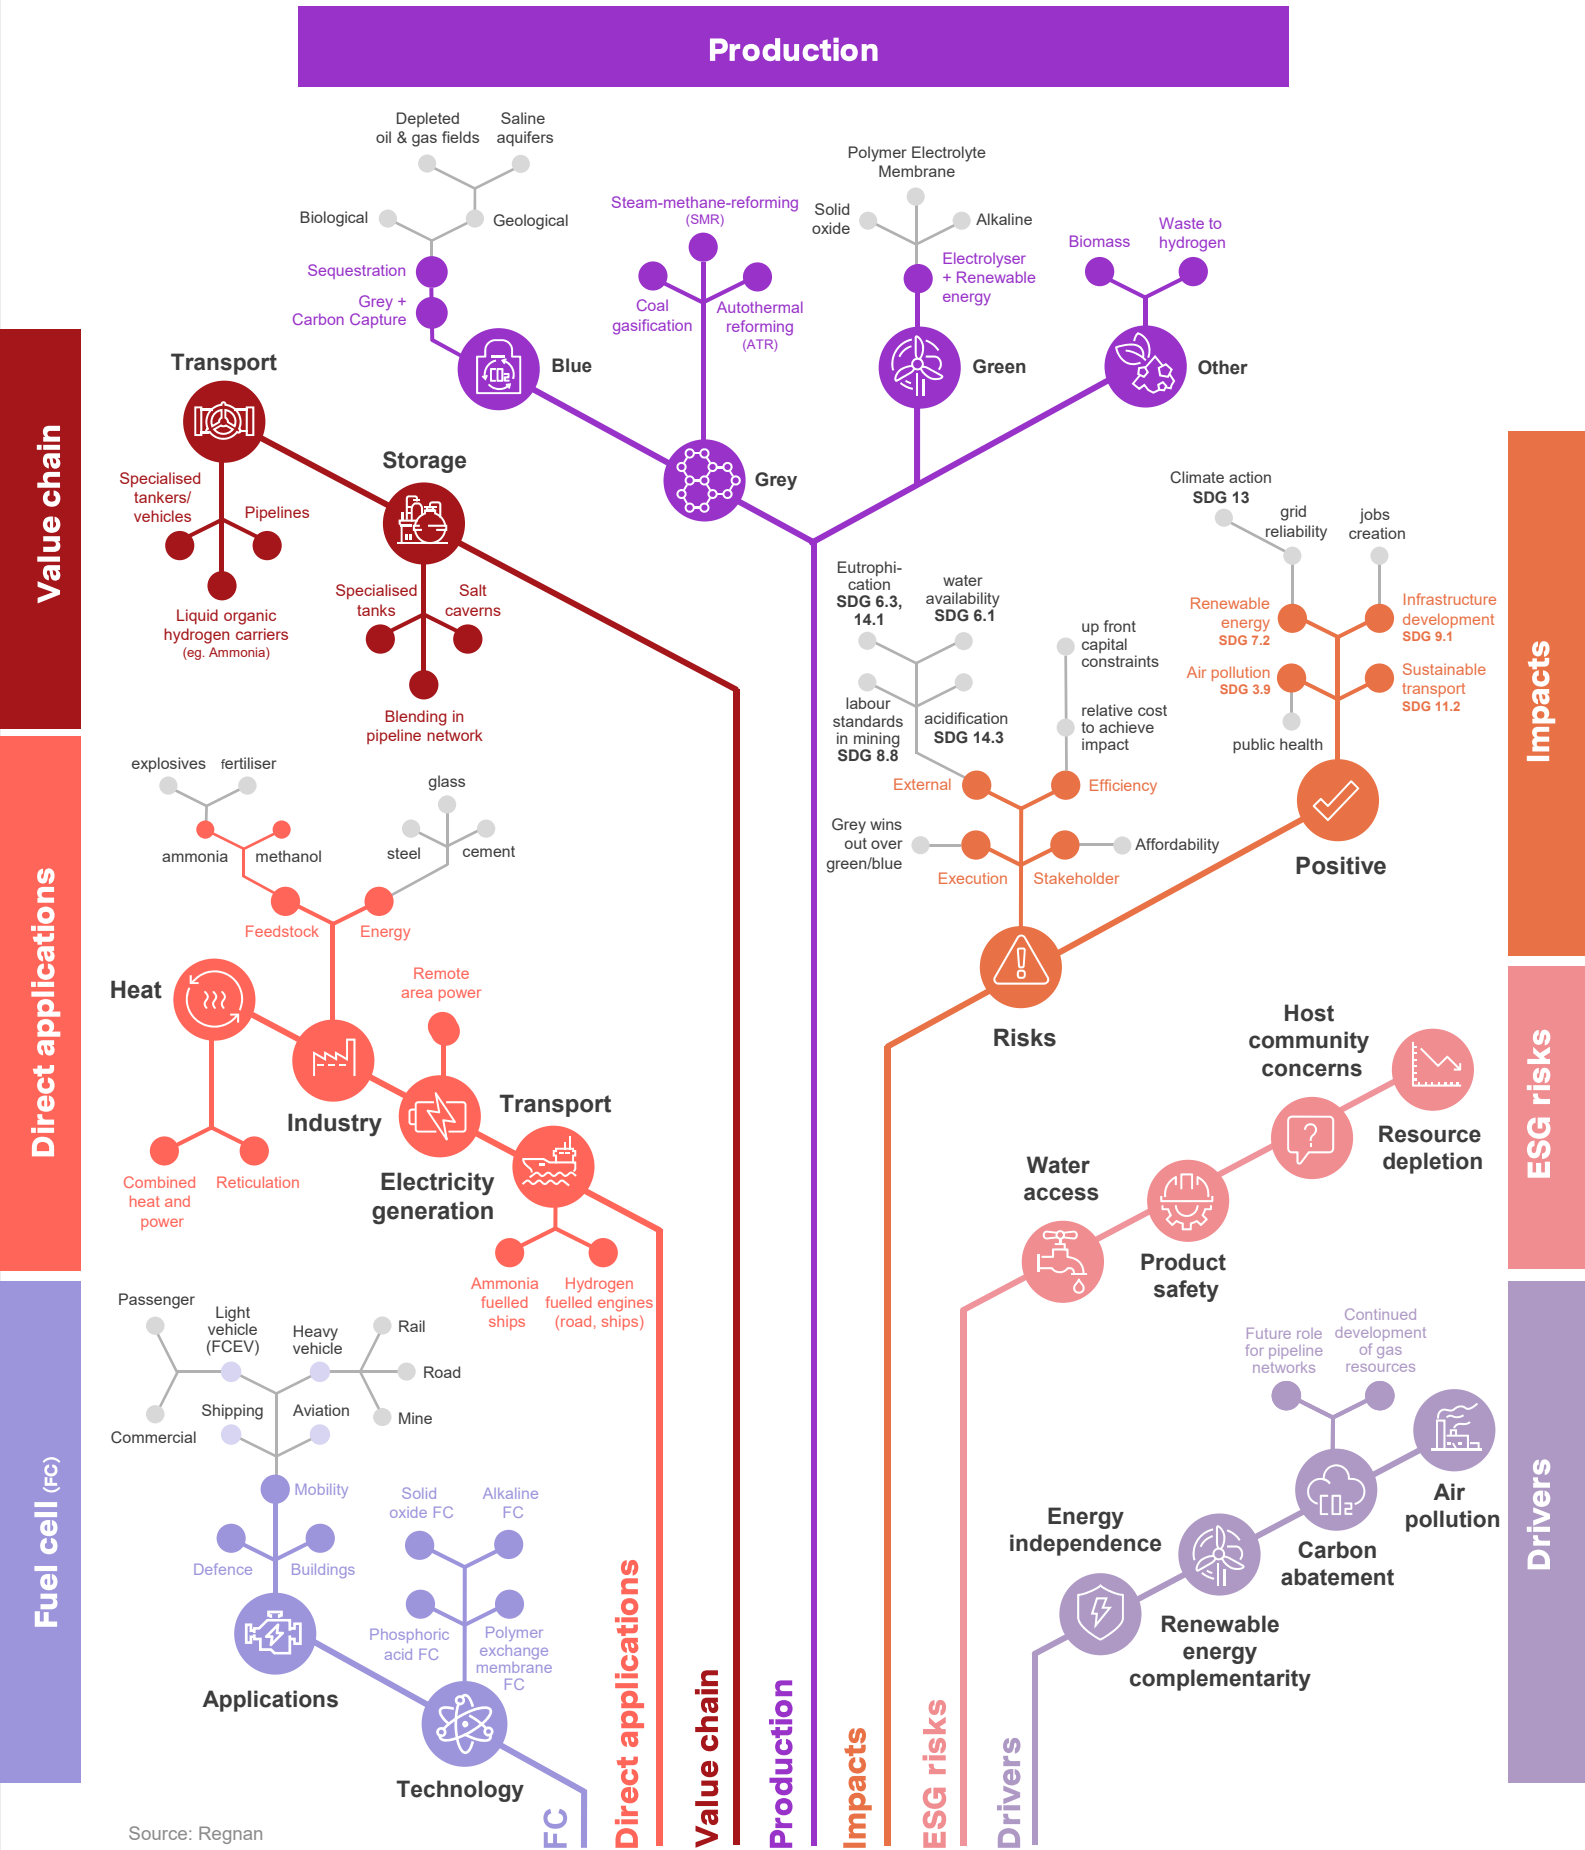 Production
Depleted
oil & gas fields
Saline
aquifers
Biological
Geological
Sequestration
Grey +
Carbon Capture
Blue
Steam-methane-reforming
(SMR)
Coal
gasification
Autothermal
reforming
(ATR)
Grey
Polymer Electrolyte
Membrane
Solid
oxide
Alkaline
Electrolyser
+ Renewable
energy
Green
Biomass
Waste to
hydrogen
Other
Value chain
Transport
Specialised
tankers/
vehicles
Pipelines
Liquid organic
hydrogen carriers
(eg. Ammonia)
Storage
Specialised
tanks
Salt
caverns
Blending in
pipeline network
Impacts
Climate action
SDG 13
grid
reliability
jobs
creation
Renewable
energy
SDG 7.2
Infrastructure
development
SDG 9.1
Air pollution
SDG 3.9
Sustainable
transport
SDG 11.2
public health
Positive
Eutrophi-
cation
SDG 6.3,
14.1
water
availability
SDG 6.1
labour
standards
in mining
SDG 8.8
acidification
SDG 14.3
up front
capital
constraints
relative cost
to achieve
impact
External
Efficiency
Grey wins
out over
green/blue
Affordability
Execution
Stakeholder
Risks
Direct applications
explosives
fertiliser
ammonia
methanol
glass
steel
cement
Feedstock
Energy
Heat
Combined
heat and
power
Reticulation
Industry
Remote
area power
Electricity
generation
Transport
Ammonia
fuelled
ships
Hydrogen
fuelled engines
(road, ships)
ESG risks
Host
community
concerns
Resource
depletion
Water
access
Product
safety
Fuel cell (FC)
Passenger
Light
vehicle
(FCEV)
Heavy
vehicle
Rail
Road
Mine
Commercial
Shipping
Aviation
Mobility
Defence
Buildings
Applications
Solid
oxide FC
Alkaline
FC
Phosphoric
acid FC
Polymer
exchange
membrane
FC
Technology
Drivers
Future role
for pipeline
networks
Continued
development
of gas
resources
Air
pollution
Carbon
abatement
Energy
independence
Renewable
energy
complementarity
FC
Direct applications
Value chain
Production
Impacts
ESG risks
Drivers
CO2
CO2
?
Source: Regnan